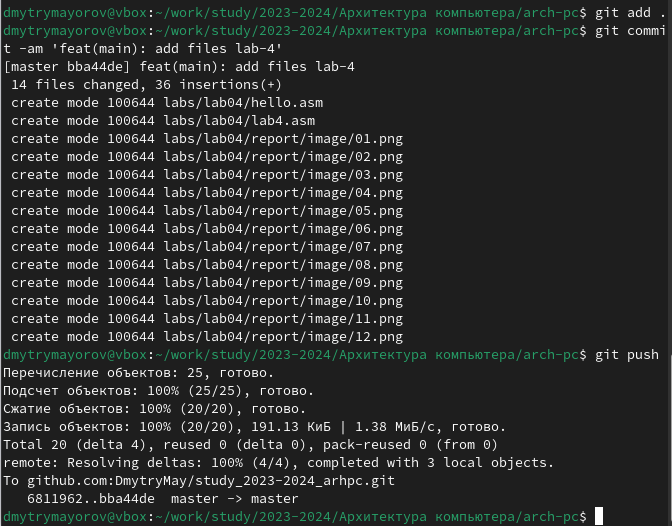 dmytrymayorov@vbox:~/work/study/2023-2024/Архитектура компьютера/arch-pc$ git add .
dmytrymayorov@vbox:~/work/study/2023-2024/Архитектура компьютера/arch-pc$ git commi
t -am 'feat(main): add files lab-4'
[master bba44de] feat(main): add files lab-4
 14 files changed, 36 insertions(+)
 create mode 100644 labs/lab04/hello.asm
 create mode 100644 labs/lab04/lab4.asm
 create mode 100644 labs/lab04/report/image/01.png
 create mode 100644 labs/lab04/report/image/02.png
 create mode 100644 labs/lab04/report/image/03.png
 create mode 100644 labs/lab04/report/image/04.png
 create mode 100644 labs/lab04/report/image/05.png
 create mode 100644 labs/lab04/report/image/06.png
 create mode 100644 labs/lab04/report/image/07.png
 create mode 100644 labs/lab04/report/image/08.png
 create mode 100644 labs/lab04/report/image/09.png
 create mode 100644 labs/lab04/report/image/10.png
 create mode 100644 labs/lab04/report/image/11.png
 create mode 100644 labs/lab04/report/image/12.png
dmytrymayorov@vbox:~/work/study/2023-2024/Архитектура компьютера/arch-pc$ git push
Перечисление объектов: 25, готово.
Подсчет объектов: 100% (25/25), готово.
Сжатие объектов: 100% (20/20), готово.
Запись объектов: 100% (20/20), 191.13 КиБ | 1.38 МиБ/с, готово.
Total 20 (delta 4), reused 0 (delta 0), pack-reused 0 (from 0)
remote: Resolving deltas: 100% (4/4), completed with 3 local objects.
To github.com:DmytryMay/study_2023-2024_arhpc.git
   6811962..bba44de  master -> master
dmytrymayorov@vbox:~/work/study/2023-2024/Архитектура компьютера/arch-pc$